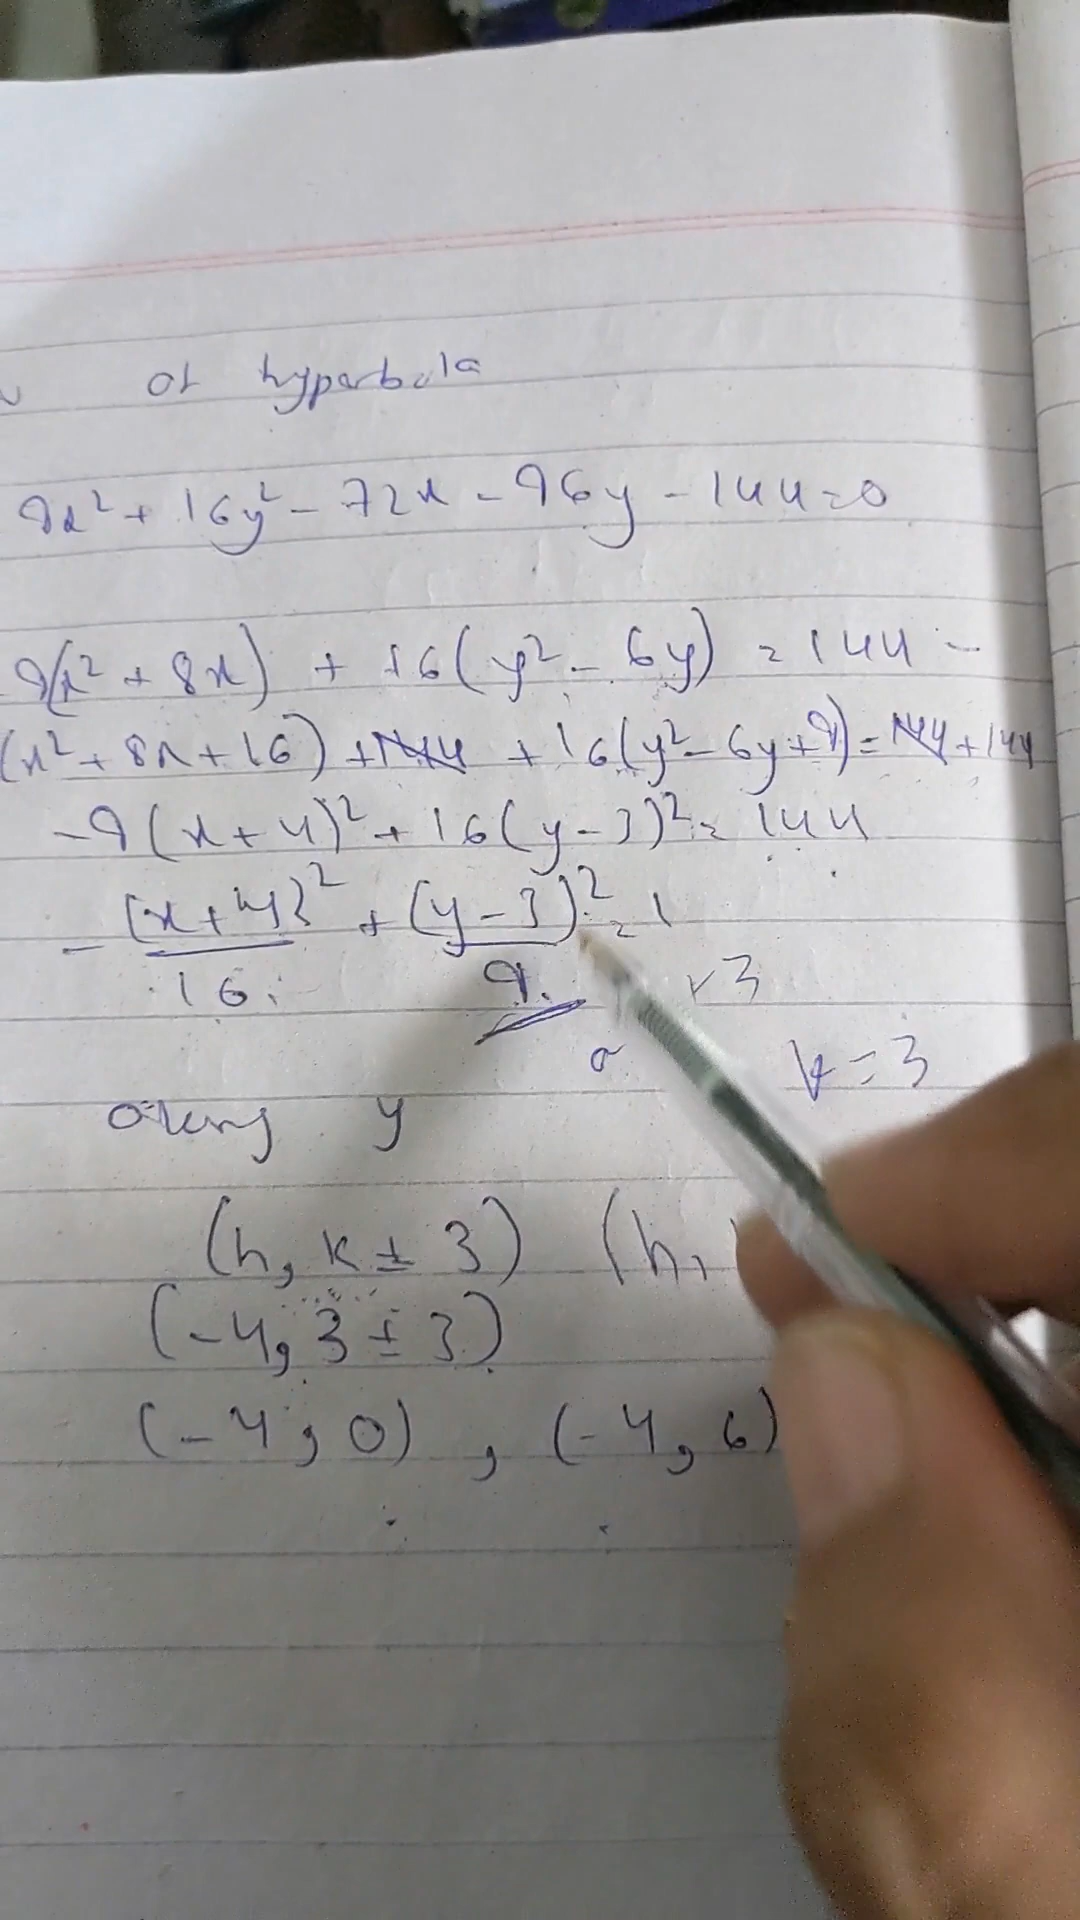 of hyperbola
9x² + 16y² - 72x - 96y - 144 = 0
9(x² + 8x) + 16(y² - 6y) = 144 -
(x² + 8x + 16) + 144 + 16(y² - 6y + 9) = 144 + 144
-9(x+4)² + 16(y-3)² = 144
- (x+4)²/16 + (y-3)²/9 = 1
a
k = 3
along y
(h, k ± 3) (h,
(-4, 3 ± 3)
(-4, 0) , (-4, 6)